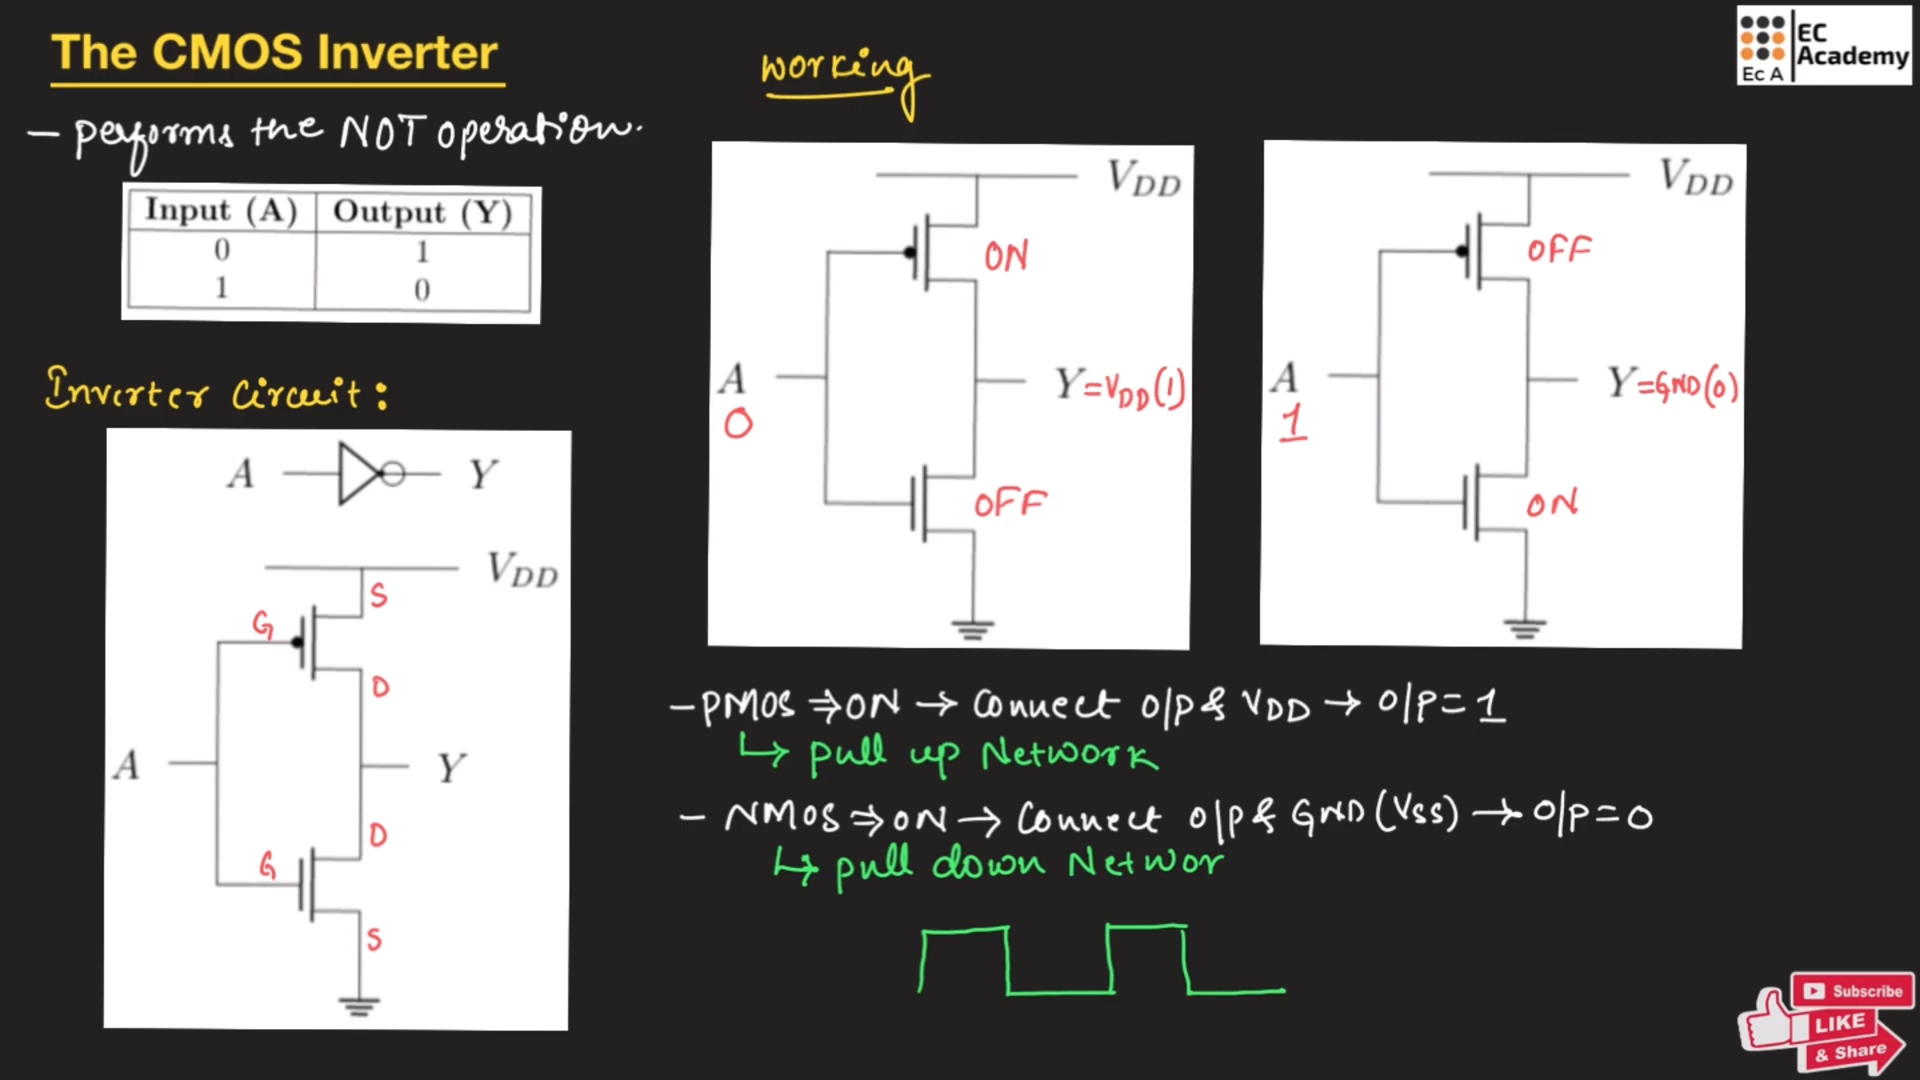 The CMOS Inverter
- performs the NOT operation.
Input (A) Output (Y)
0 1
1 0
Inverter Circuit:
A Y
VDD
S
G
D
A Y
D
G
S
working
VDD
ON
A Y=VDD(1)
0
OFF
VDD
OFF
A Y=GND(0)
1
ON
- PMOS ⇒ ON → Connect o/p & VDD → o/p = 1
↳ pull up Network
- NMOS ⇒ ON → Connect o/p & GND (VSS) → o/p = 0
↳ pull down Networ
EC
Academy
Ec A
Subscribe
LIKE
& Share